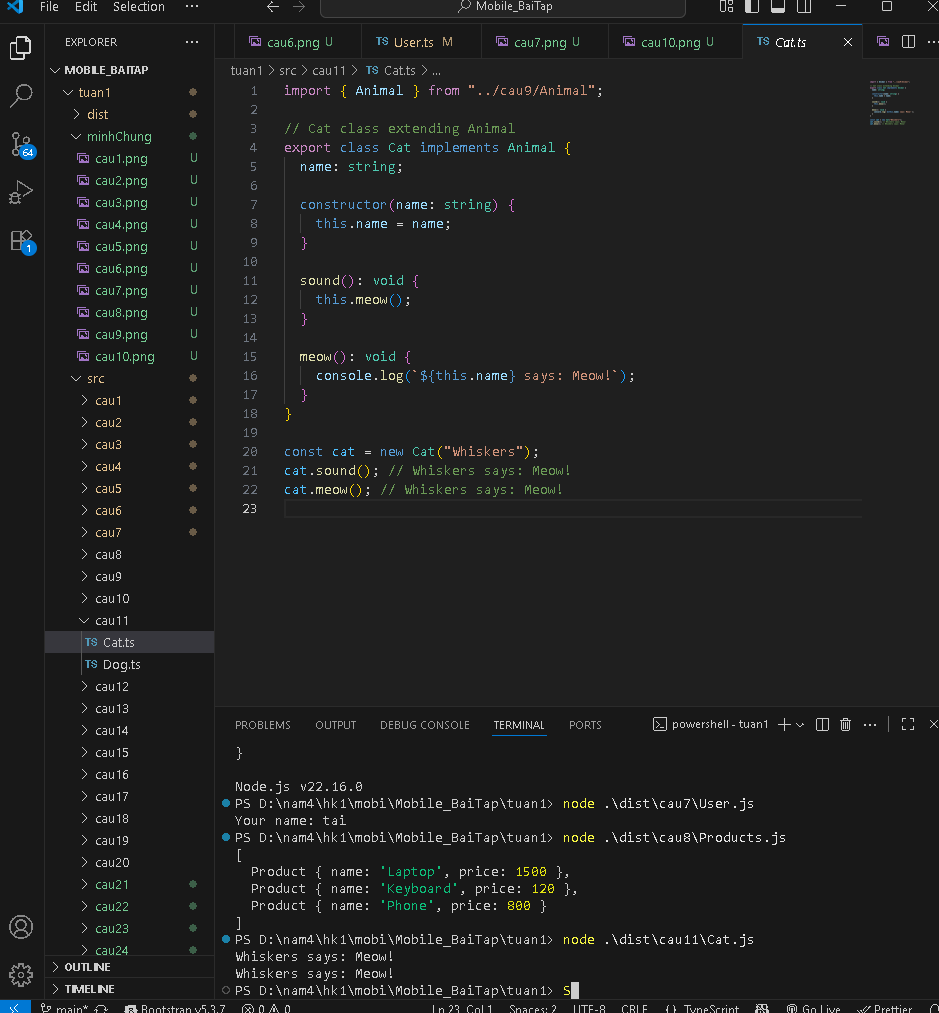 File Edit Selection ... Mobile_BaiTap
EXPLORER ...
MOBILE_BAITAP
tuan1
dist
minhChung
cau1.png U
cau2.png U
cau3.png U
cau4.png U
cau5.png U
cau6.png U
cau7.png U
cau8.png U
cau9.png U
cau10.png U
src
cau1
cau2
cau3
cau4
cau5
cau6
cau7
cau8
cau9
cau10
cau11
TS Cat.ts
TS Dog.ts
cau12
cau13
cau14
cau15
cau16
cau17
cau18
cau19
cau20
cau21
cau22
cau23
cau24
OUTLINE
TIMELINE
64
1
cau6.png U TS User.ts M cau7.png U cau10.png U TS Cat.ts
tuan1 > src > cau11 > TS Cat.ts > ...
1 import { Animal } from "../cau9/Animal";
2
3 // Cat class extending Animal
4 export class Cat implements Animal {
5 name: string;
6
7 constructor(name: string) {
8 this.name = name;
9 }
10
11 sound(): void {
12 this.meow();
13 }
14
15 meow(): void {
16 console.log(`${this.name} says: Meow!`);
17 }
18 }
19
20 const cat = new Cat("Whiskers");
21 cat.sound(); // Whiskers says: Meow!
22 cat.meow(); // Whiskers says: Meow!
23
PROBLEMS OUTPUT DEBUG CONSOLE TERMINAL PORTS powershell - tuan1
}
Node.js v22.16.0
PS D:\nam4\hk1\mobi\Mobile_BaiTap\tuan1> node .\dist\cau7\User.js
Your name: tai
PS D:\nam4\hk1\mobi\Mobile_BaiTap\tuan1> node .\dist\cau8\Products.js
[
Product { name: 'Laptop', price: 1500 },
Product { name: 'Keyboard', price: 120 },
Product { name: 'Phone', price: 800 }
]
PS D:\nam4\hk1\mobi\Mobile_BaiTap\tuan1> node .\dist\cau11\Cat.js
Whiskers says: Meow!
Whiskers says: Meow!
PS D:\nam4\hk1\mobi\Mobile_BaiTap\tuan1> S
main* Bootstrap v5.3.7 0 0 Ln 23, Col 1 Spaces: 2 UTF-8 CRLF {} TypeScript Go Live Prettier